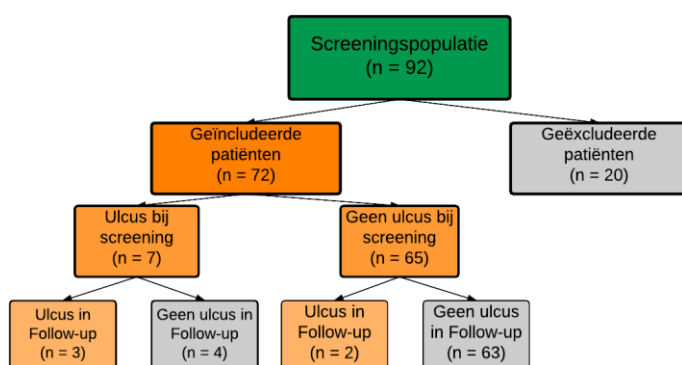 Screeningspopulatie
(n = 92)
Geïncludeerde
patiënten
(n = 72)
Geëxcludeerde
patiënten
(n = 20)
Ulcus bij
screening
(n = 7)
Geen ulcus bij
screening
(n = 65)
Ulcus in
Follow-up
(n = 3)
Geen ulcus in
Follow-up
(n = 4)
Ulcus in
Follow-up
(n = 2)
Geen ulcus
in Follow-up
(n = 63)